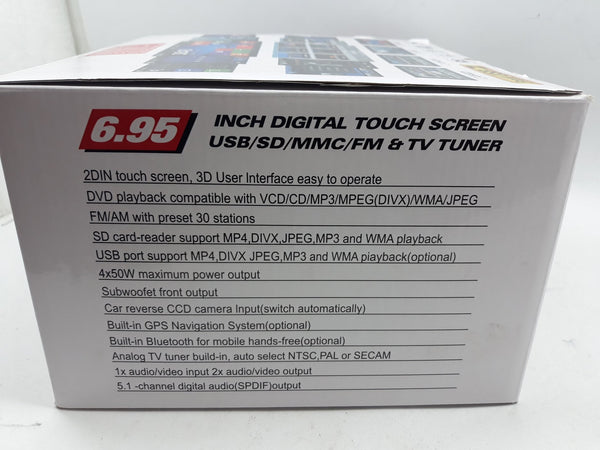 6.95 INCH DIGITAL TOUCH SCREEN
USB/SD/MMC/FM & TV TUNER
2DIN touch screen, 3D User Interface easy to operate
DVD playback compatible with VCD/CD/MP3/MPEG(DIVX)/WMA/JPEG
FM/AM with preset 30 stations
SD card-reader support MP4,DIVX,JPEG,MP3 and WMA playback
USB port support MP4,DIVX JPEG,MP3 and WMA playback(optional)
4x50W maximum power output
Subwoofet front output
Car reverse CCD camera Input(switch automatically)
Built-in GPS Navigation System(optional)
Built-in Bluetooth for mobile hands-free(optional)
Analog TV tuner build-in, auto select NTSC,PAL or SECAM
1x audio/video input 2x audio/video output
5.1 -channel digital audio(SPDIF)output